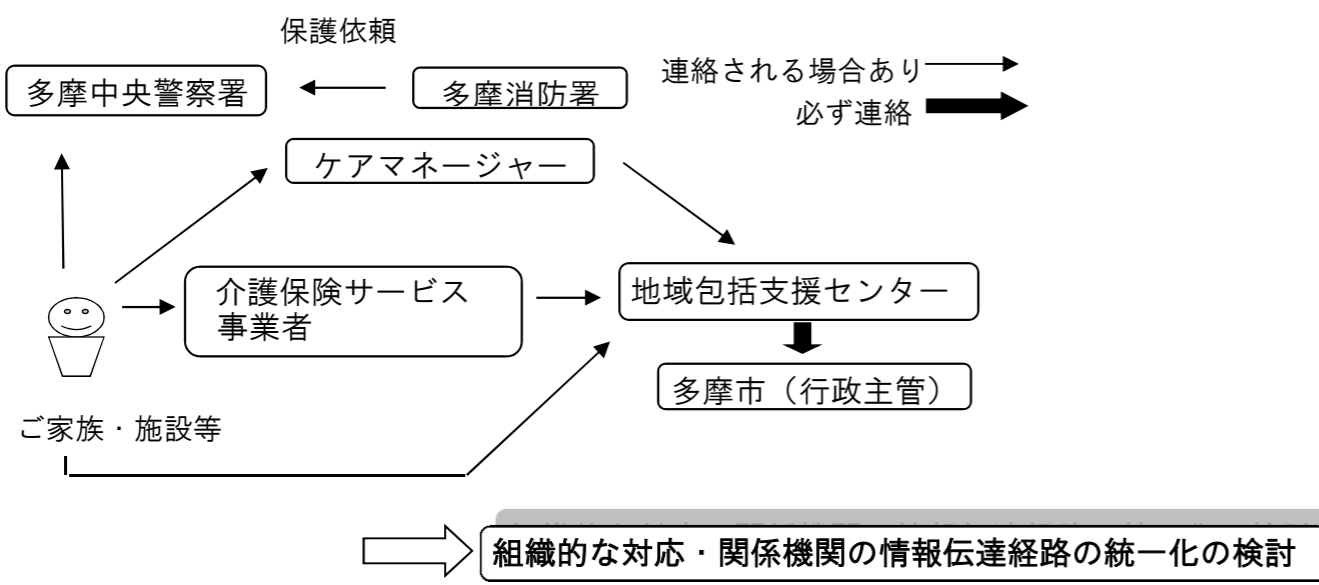 保護依頼
多摩中央警察署
多摩消防署
連絡される場合あり
必ず連絡
ケアマネージャー
介護保険サービス
事業者
地域包括支援センター
多摩市（行政主管）
ご家族・施設等
組織的な対応・関係機関の情報伝達経路の統一化の検討